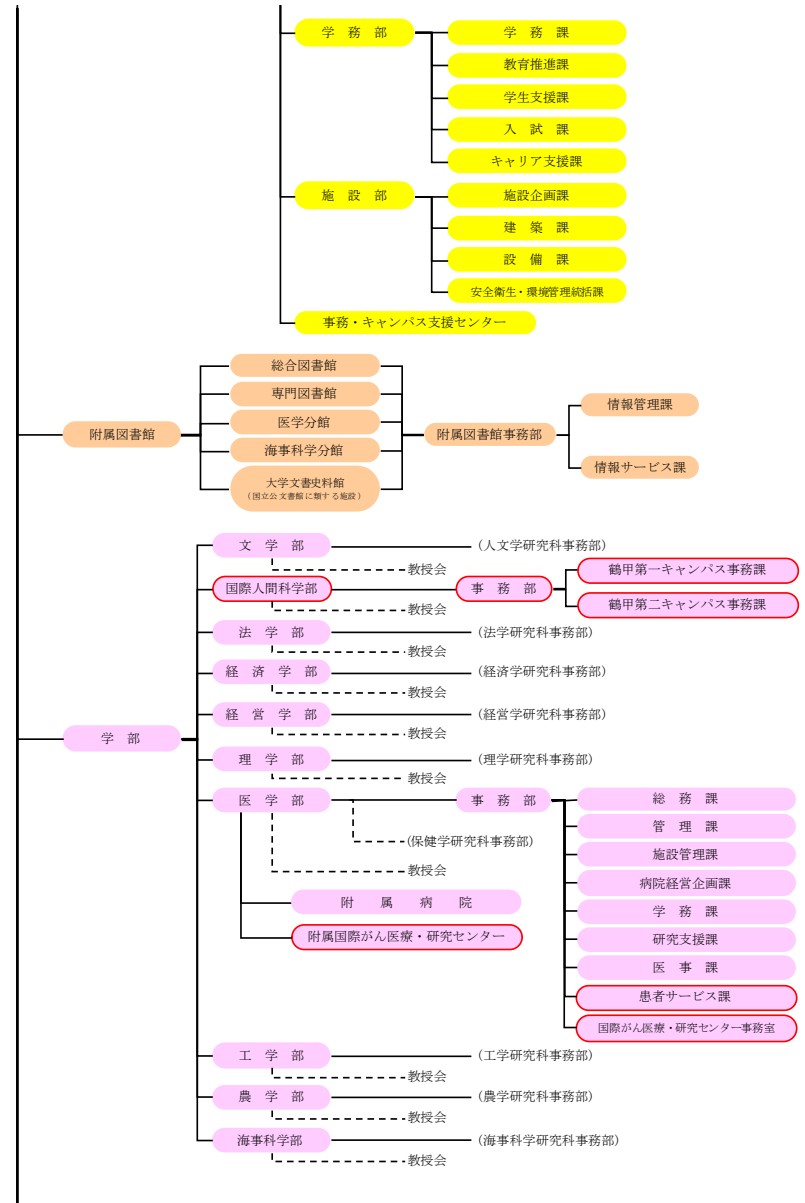 学務部
学務課
教育推進課
学生支援課
入試課
キャリア支援課
施設部
施設企画課
建築課
設備課
安全衛生・環境管理統括課
事務・キャンパス支援センター
附属図書館
総合図書館
専門図書館
医学分館
海事科学分館
大学文書史料館
(国立公文書館に類する施設)
附属図書館事務部
情報管理課
情報サービス課
学部
文学部
(人文学研究科事務部)
教授会
国際人間科学部
事務部
鶴甲第一キャンパス事務課
鶴甲第二キャンパス事務課
教授会
法学部
(法学研究科事務部)
教授会
経済学部
(経済学研究科事務部)
教授会
経営学部
(経営学研究科事務部)
教授会
理学部
(理学研究科事務部)
教授会
医学部
事務部
総務課
管理課
施設管理課
病院経営企画課
学務課
研究支援課
医事課
患者サービス課
国際がん医療・研究センター事務室
(保健学研究科事務部)
教授会
附属病院
附属国際がん医療・研究センター
工学部
(工学研究科事務部)
教授会
農学部
(農学研究科事務部)
教授会
海事科学部
(海事科学研究科事務部)
教授会